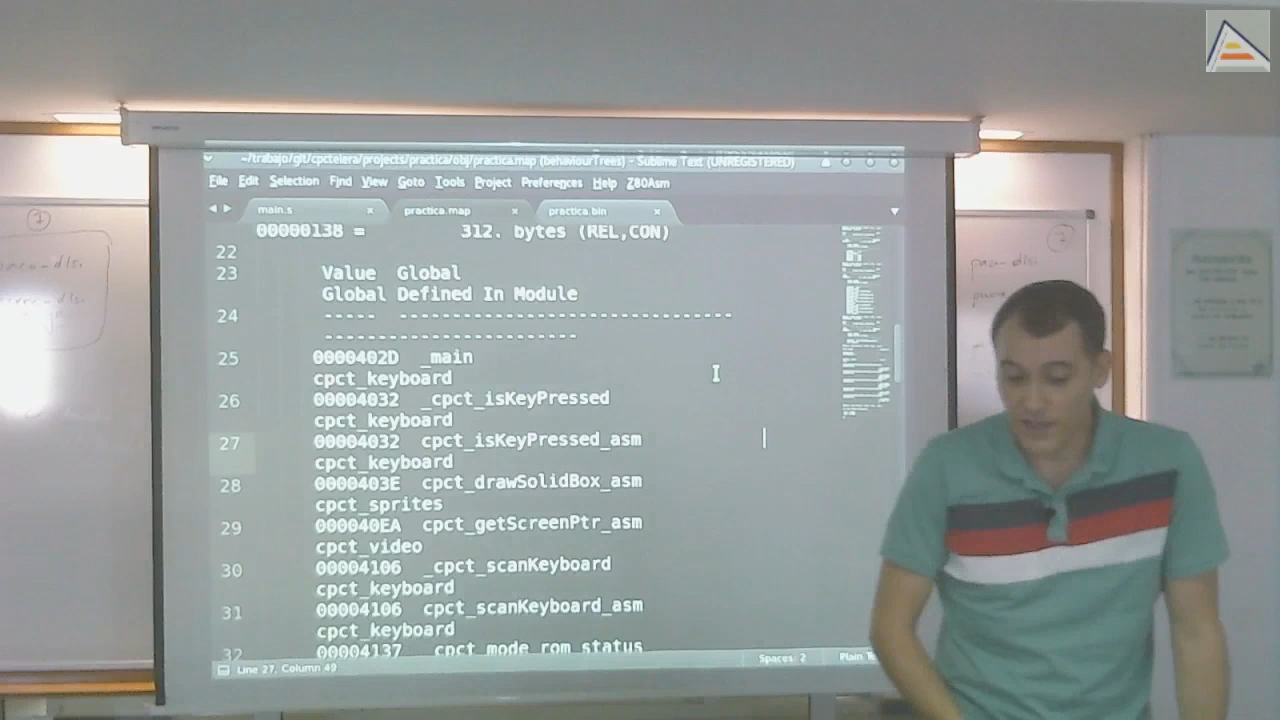 ~/trabajo/git/cpctelera/projects/practica/obj/practica.map (behaviourTrees) - Sublime Text (UNREGISTERED)
File Edit Selection Find View Goto Tools Project Preferences Help Z80Asm
main.s × practica.map × practica.bin ×
00000138 = 312. bytes (REL,CON)
22
23 Value Global
Global Defined In Module
24 ----- --------------------------------
------------------------
25 0000402D _main
cpct_keyboard
26 00004032 _cpct_isKeyPressed
cpct_keyboard
27 00004032 cpct_isKeyPressed_asm
cpct_keyboard
28 0000403E cpct_drawSolidBox_asm
cpct_sprites
29 000040EA cpct_getScreenPtr_asm
cpct_video
30 00004106 _cpct_scanKeyboard
cpct_keyboard
31 00004106 cpct_scanKeyboard_asm
cpct_keyboard
32 00004137 cpct_mode_rom_status
Line 27, Column 49
Spaces: 2
Plain